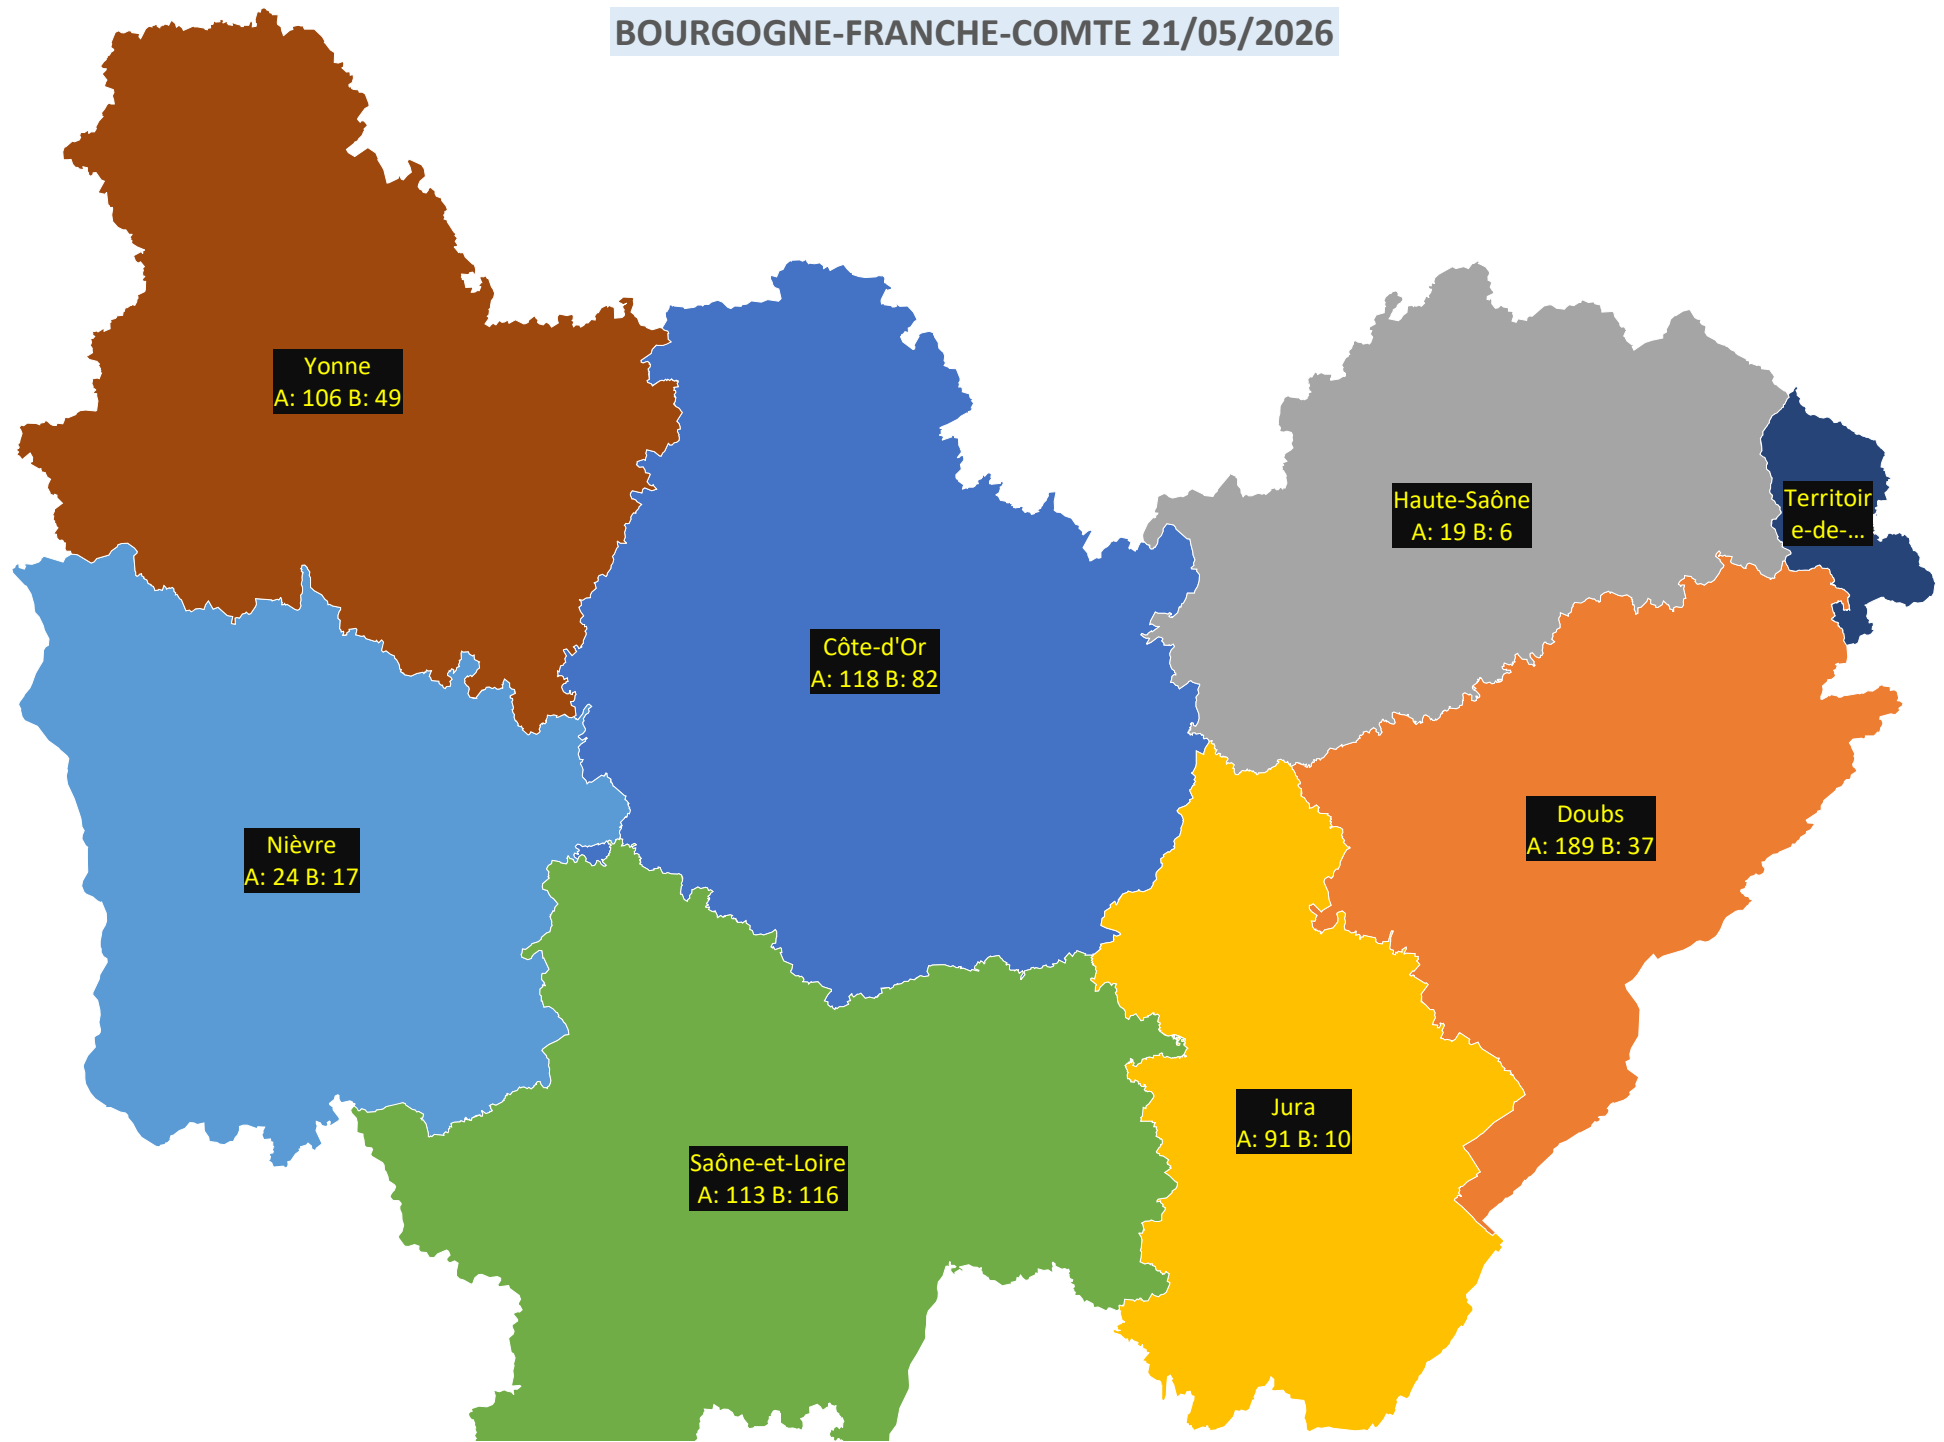 BOURGOGNE-FRANCHE-COMTE 21/05/2026
Yonne
A: 106 B: 49
Haute-Saône
A: 19 B: 6
Territoir
e-de-...
Côte-d'Or
A: 118 B: 82
Doubs
A: 189 B: 37
Nièvre
A: 24 B: 17
Jura
A: 91 B: 10
Saône-et-Loire
A: 113 B: 116